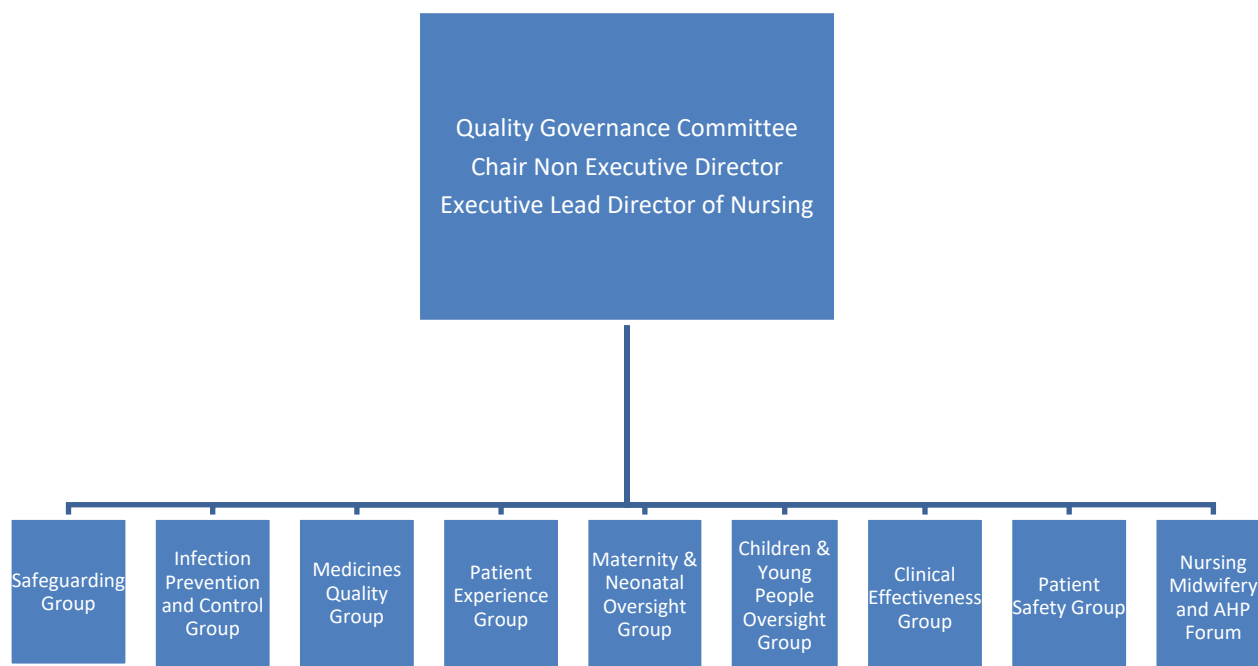 Quality Governance Committee
Chair Non Executive Director
Executive Lead Director of Nursing
Safeguarding
Group
Infection
Prevention
and Control
Group
Medicines
Quality
Group
Patient
Experience
Group
Maternity &
Neonatal
Oversight
Group
Children &
Young
People
Oversight
Group
Clinical
Effectiveness
Group
Patient
Safety Group
Nursing
Midwifery
and AHP
Forum